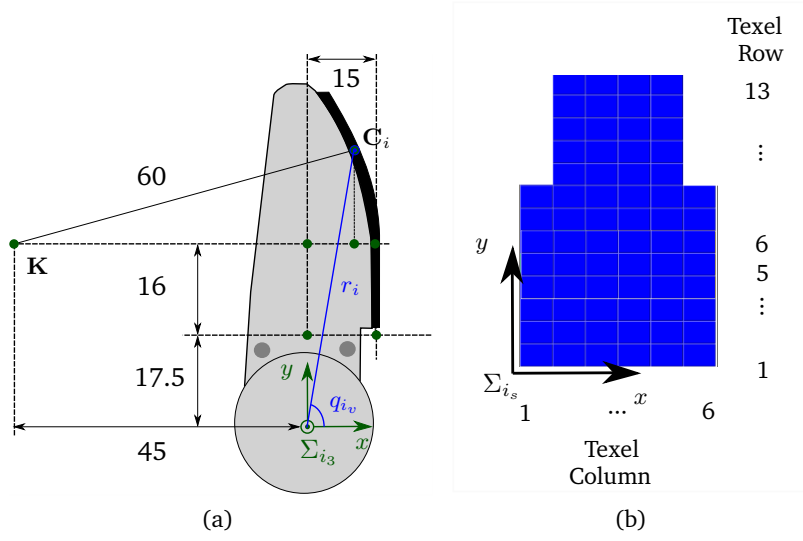 15
60
C_i
K
16
r_i
17.5
y
q_{i_v}
x
Σ_{i_3}
45
(a)
Texel
Row
13
...
y
6
5
...
1
Σ_{i_s}
x
1
...
6
Texel
Column
(b)